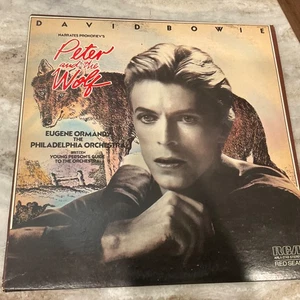 DAVID BOWIE
NARRATES PROKOFIEV'S
Peter
and the
Wolf
EUGENE ORMANDY
THE
PHILADELPHIA ORCHESTRA
BRITTEN
YOUNG PERSON'S GUIDE
TO THE ORCHESTRA
RCA
RED SEAL